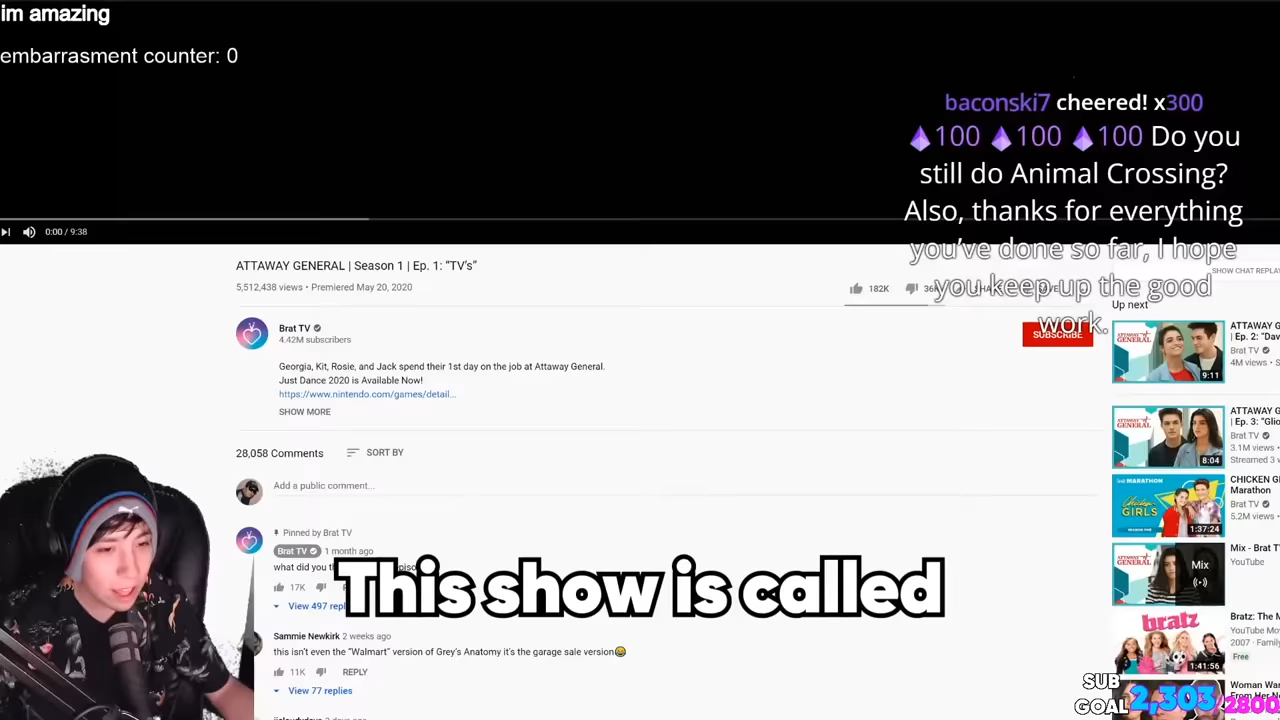 im amazing
embarrasment counter: 0
baconski7 cheered! x300
100 100 100 Do you
still do Animal Crossing?
Also, thanks for everything
you've done so far, I hope
you keep up the good
work.
0:00 / 9:38
ATTAWAY GENERAL | Season 1 | Ep. 1: “TV’s”
5,512,438 views • Premiered May 20, 2020
182K
SHOW CHAT REPLAY
Brat TV
4.42M subscribers
SUBSCRIBE
Georgia, Kit, Rosie, and Jack spend their 1st day on the job at Attaway General.
Just Dance 2020 is Available Now!
https://www.nintendo.com/games/detail...
SHOW MORE
28,058 Comments SORT BY
Add a public comment...
Pinned by Brat TV
Brat TV 1 month ago
what did you
17K
View 497
This show is called
Sammie Newkirk 2 weeks ago
this isn't even the “Walmart” version of Grey's Anatomy it's the garage sale version😂
11K REPLY
View 77 replies
Up next
ATTAWAY GENERAL
9:11
ATTAWAY G
| Ep. 2: “Dav
Brat TV
4M views • S
ATTAWAY GENERAL
8:04
ATTAWAY G
| Ep. 3: “Glio
Brat TV
3.1M views •
Streamed 3
MARATHON
Chicken
GIRLS
1:37:24
CHICKEN GI
Marathon
Brat TV
5.2M views •
GENERAL
Mix
Mix - Brat T
YouTube
bratz
1:41:56
Bratz: The M
YouTube Mo
2007 • Family
Free
Woman Wa
From Her N
SUB
GOAL 2,303/2800